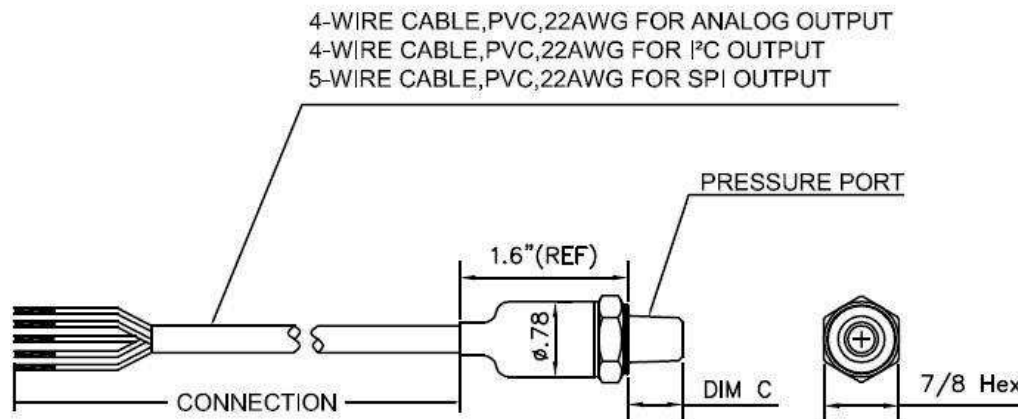 4-WIRE CABLE,PVC,22AWG FOR ANALOG OUTPUT
4-WIRE CABLE,PVC,22AWG FOR I²C OUTPUT
5-WIRE CABLE,PVC,22AWG FOR SPI OUTPUT
PRESSURE PORT
1.6"(REF)
ø.78
DIM C
7/8 Hex
CONNECTION